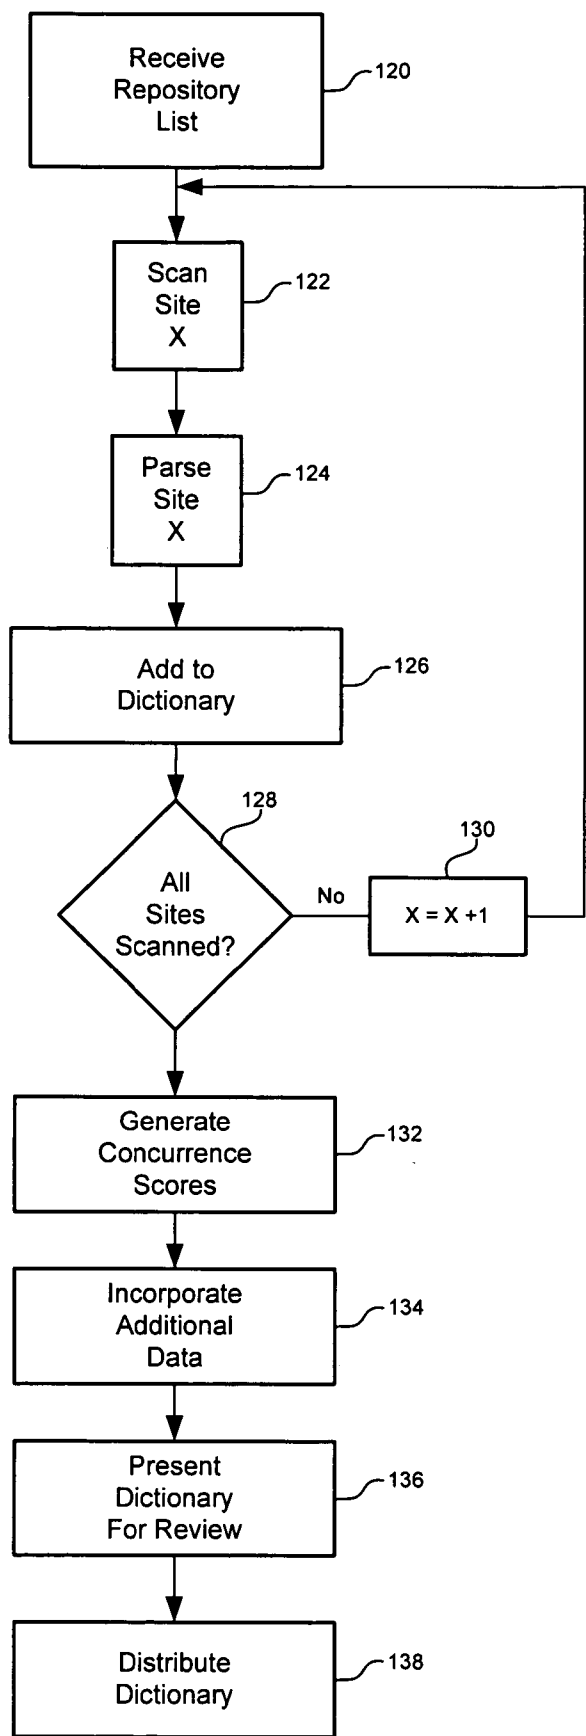 Receive
Repository
List
120
Scan
Site
X
122
Parse
Site
X
124
Add to
Dictionary
126
128
All
Sites
Scanned?
No
130
X = X +1
Generate
Concurrence
Scores
132
Incorporate
Additional
Data
134
Present
Dictionary
For Review
136
Distribute
Dictionary
138